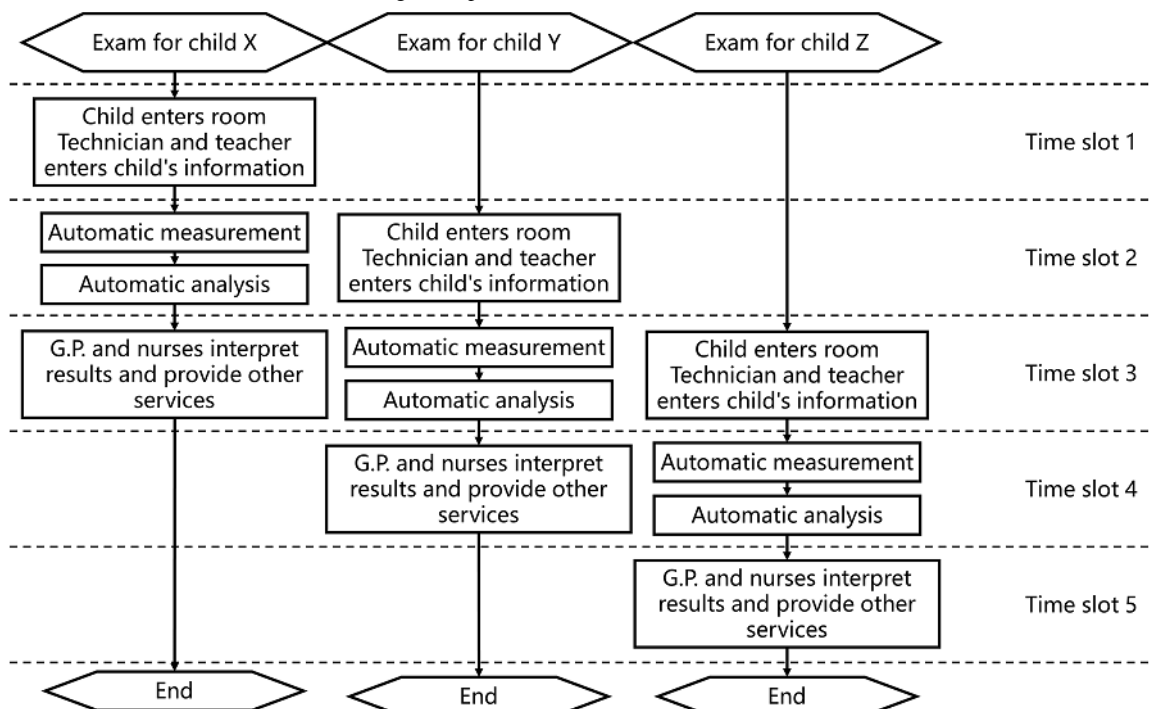 Exam for child X
Exam for child Y
Exam for child Z
Child enters room
Technician and teacher
enters child's information
Time slot 1
Automatic measurement
Automatic analysis
Child enters room
Technician and teacher
enters child's information
Time slot 2
G.P. and nurses interpret
results and provide other
services
Automatic measurement
Automatic analysis
Child enters room
Technician and teacher
enters child's information
Time slot 3
G.P. and nurses interpret
results and provide other
services
Automatic measurement
Automatic analysis
Time slot 4
G.P. and nurses interpret
results and provide other
services
Time slot 5
End
End
End